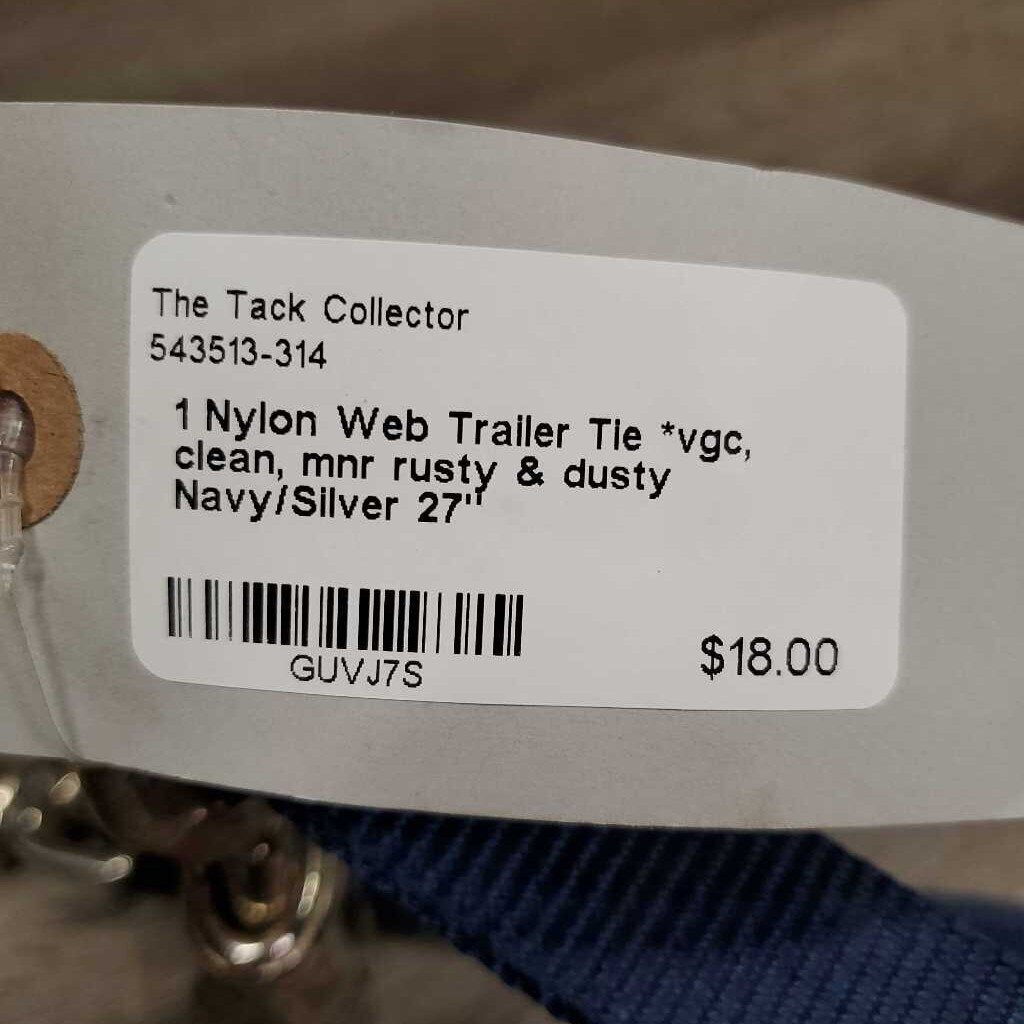 The Tack Collector
543513-314
1 Nylon Web Trailer Tie *vgc,
clean, mnr rusty & dusty
Navy/Silver 27"
GUVJ7S
$18.00